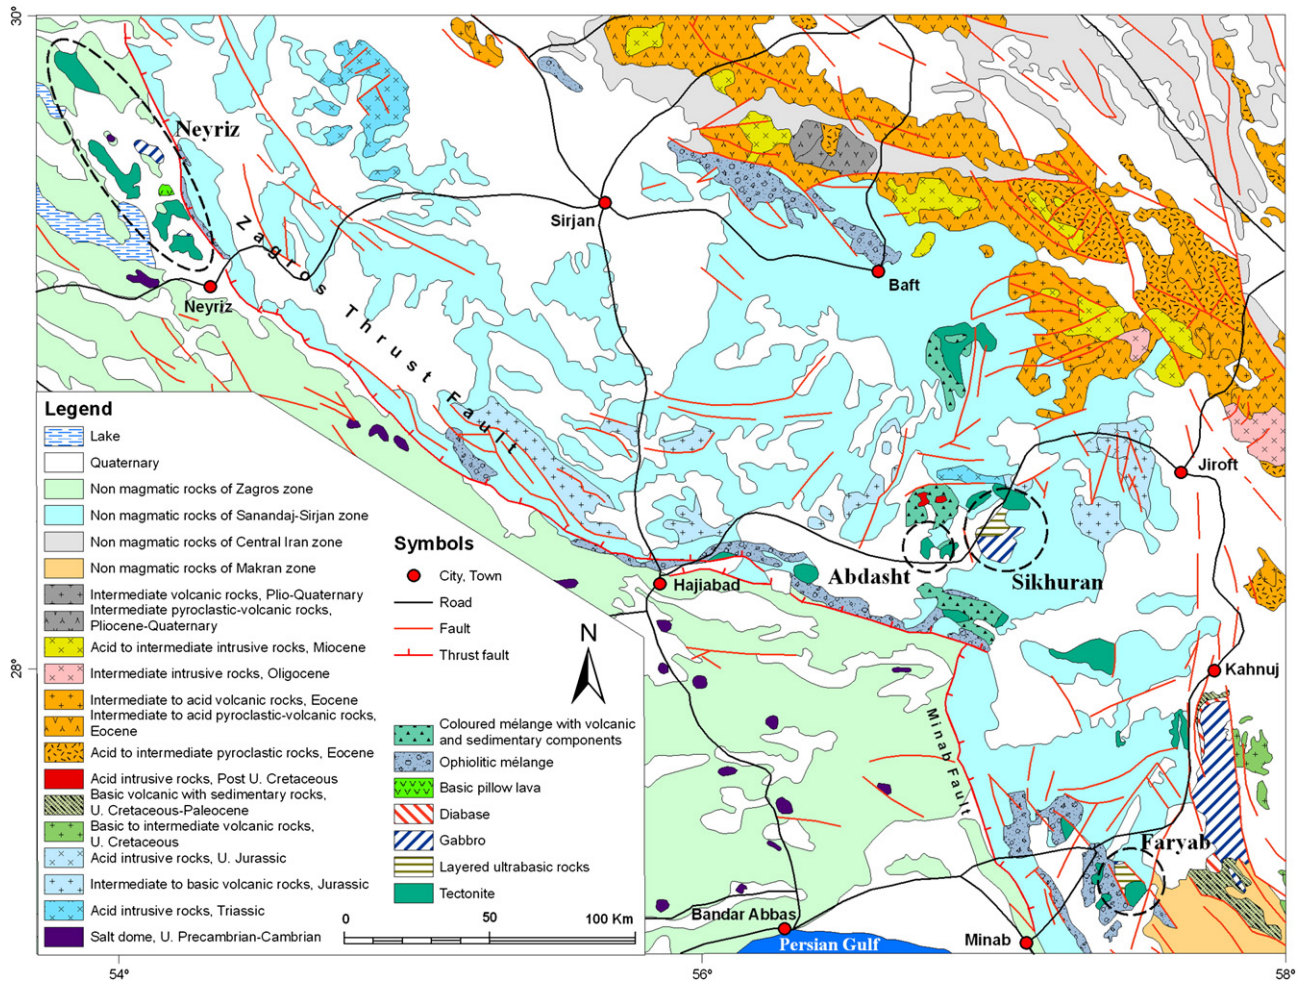 30°
Neyriz
Zagros Thrust Fault
Sirjan
Baft
Neyriz
Jiroft
Hajiabad
Abdasht
Sikhuran
Kahnuj
28°
Minab Fault
Faryab
Bandar Abbas
Minab
Persian Gulf
54°
56°
58°
Legend
Lake
Quaternary
Non magmatic rocks of Zagros zone
Non magmatic rocks of Sanandaj-Sirjan zone
Non magmatic rocks of Central Iran zone
Non magmatic rocks of Makran zone
Intermediate volcanic rocks, Plio-Quaternary
Intermediate pyroclastic-volcanic rocks,
Pliocene-Quaternary
Acid to intermediate intrusive rocks, Miocene
Intermediate intrusive rocks, Oligocene
Intermediate to acid volcanic rocks, Eocene
Intermediate to acid pyroclastic-volcanic rocks,
Eocene
Acid to intermediate pyroclastic rocks, Eocene
Acid intrusive rocks, Post U. Cretaceous
Basic volcanic with sedimentary rocks,
U. Cretaceous-Paleocene
Basic to intermediate volcanic rocks,
U. Cretaceous
Acid intrusive rocks, U. Jurassic
Intermediate to basic volcanic rocks, Jurassic
Acid intrusive rocks, Triassic
Salt dome, U. Precambrian-Cambrian
Symbols
City, Town
Road
Fault
Thrust fault
N
Coloured mélange with volcanic
and sedimentary components
Ophiolitic mélange
Basic pillow lava
Diabase
Gabbro
Layered ultrabasic rocks
Tectonite
0 50 100 Km